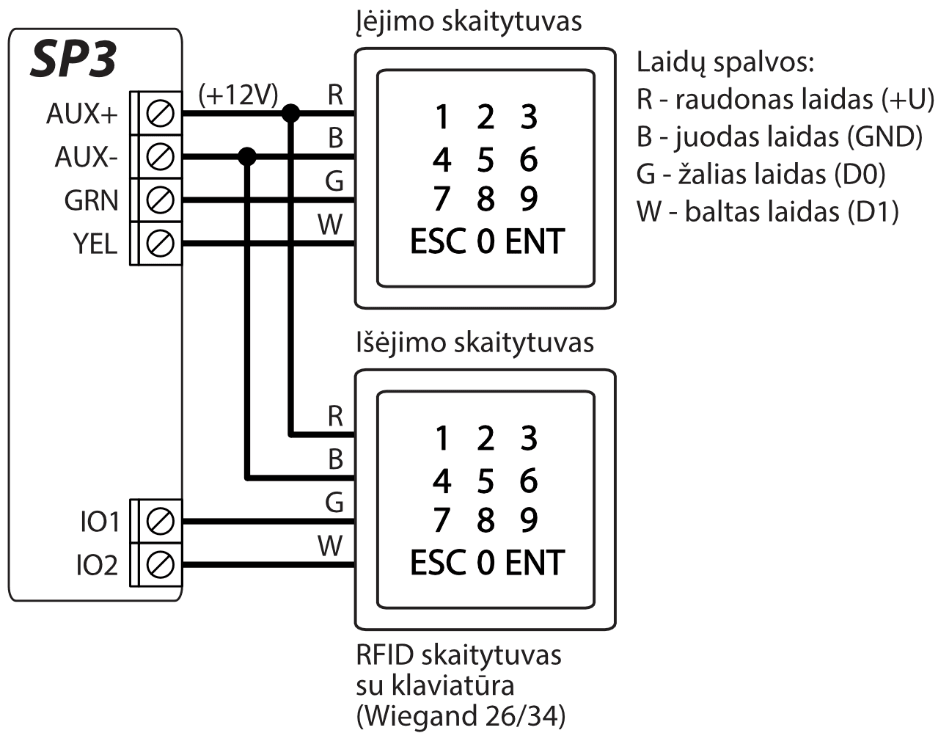 Įėjimo skaitytuvas
SP3
Laidų spalvos:
R - raudonas laidas (+U)
B - juodas laidas (GND)
G - žalias laidas (D0)
W - baltas laidas (D1)
AUX+
(+12V)
R
AUX-
B
GRN
G
YEL
W
1 2 3
4 5 6
7 8 9
ESC 0 ENT
Išėjimo skaitytuvas
R
B
IO1
G
IO2
W
1 2 3
4 5 6
7 8 9
ESC 0 ENT
RFID skaitytuvas
su klaviatūra
(Wiegand 26/34)